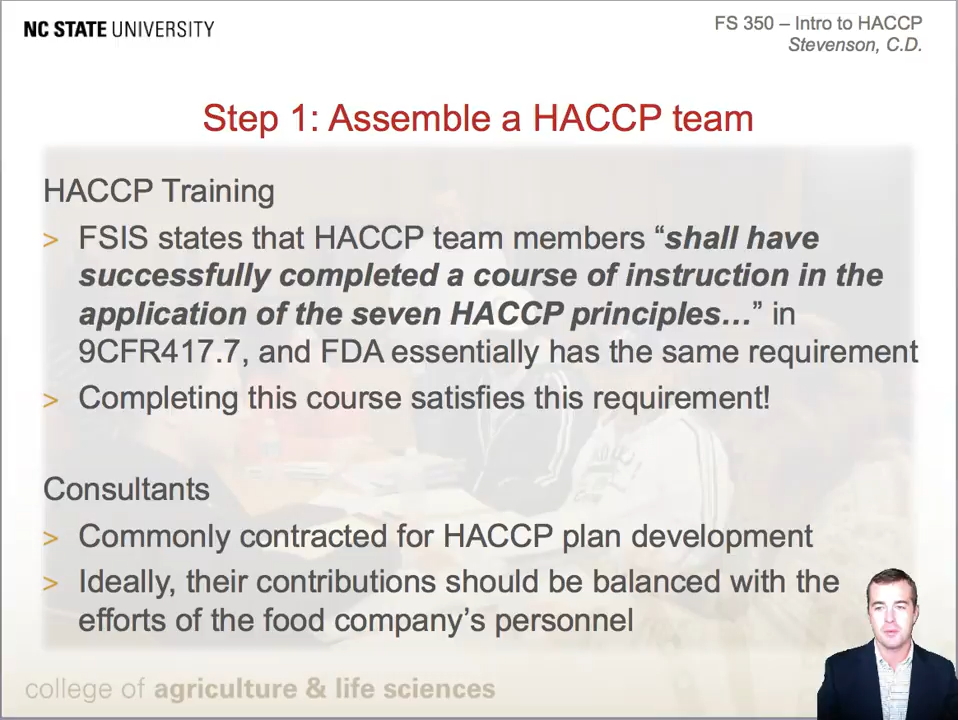 NC STATE UNIVERSITY
FS 350 – Intro to HACCP
Stevenson, C.D.
Step 1: Assemble a HACCP team
HACCP Training
> FSIS states that HACCP team members “shall have
successfully completed a course of instruction in the
application of the seven HACCP principles…” in
9CFR417.7, and FDA essentially has the same requirement
> Completing this course satisfies this requirement!
Consultants
> Commonly contracted for HACCP plan development
> Ideally, their contributions should be balanced with the
efforts of the food company’s personnel
college of agriculture & life sciences